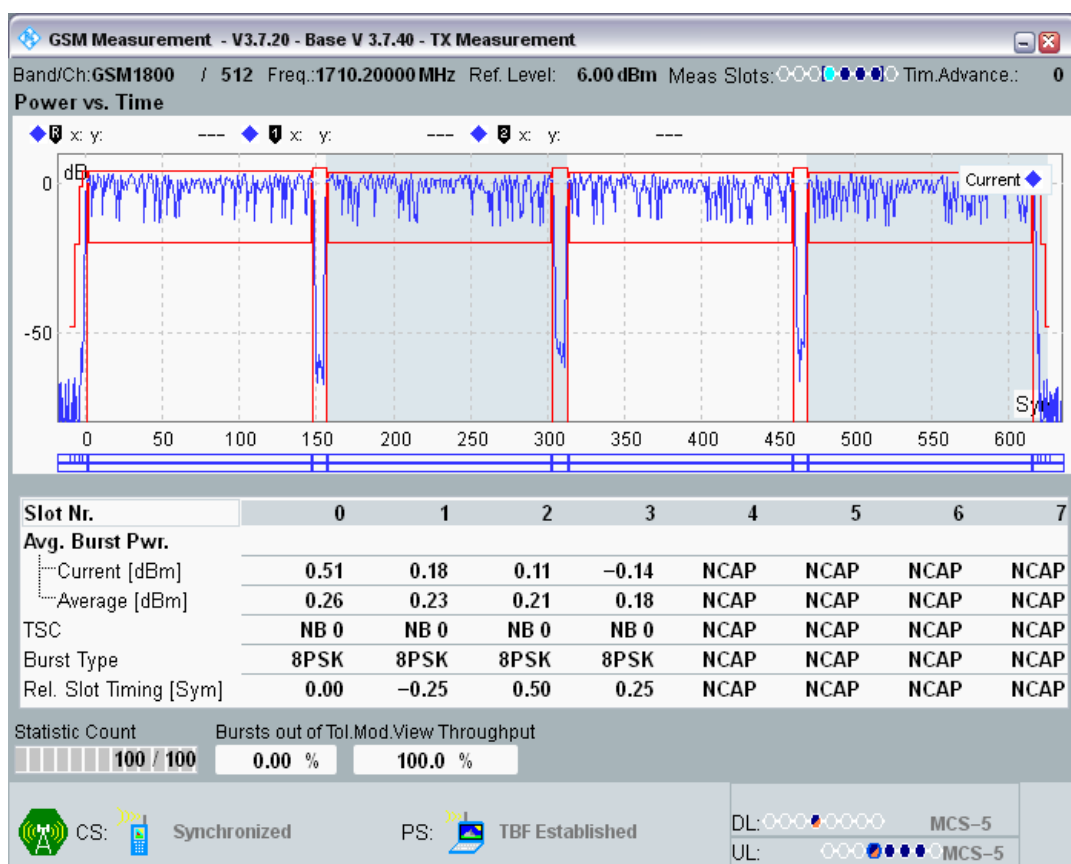 GSM Measurement - V3.7.20 - Base V 3.7.40 - TX Measurement
Band/Ch:GSM1800 / 512 Freq.:1710.20000 MHz Ref. Level: 6.00 dBm Meas Slots: Tim.Advance.: 0
Power vs. Time
R x: y: --- 1 x: y: --- 2 x: y: ---
Current
0
-50
0 50 100 150 200 250 300 350 400 450 500 550 600
Slot Nr. 0 1 2 3 4 5 6 7
Avg. Burst Pwr.
Current [dBm] 0.51 0.18 0.11 −0.14 NCAP NCAP NCAP NCAP
Average [dBm] 0.26 0.23 0.21 0.18 NCAP NCAP NCAP NCAP
TSC NB 0 NB 0 NB 0 NB 0 NCAP NCAP NCAP NCAP
Burst Type 8PSK 8PSK 8PSK 8PSK NCAP NCAP NCAP NCAP
Rel. Slot Timing [Sym] 0.00 −0.25 0.50 0.25 NCAP NCAP NCAP NCAP
Statistic Count Bursts out of Tol. Mod.View Throughput
100 / 100 0.00 % 100.0 %
CS: Synchronized PS: TBF Established
DL: MCS−5
UL: MCS−5